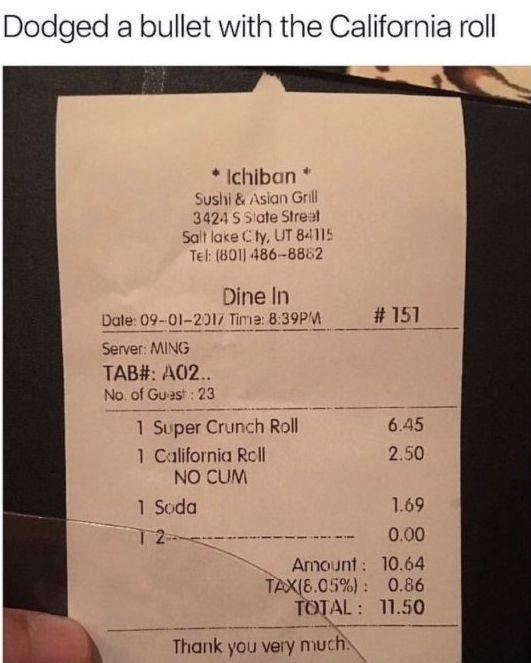 Dodged a bullet with the California roll
* Ichiban *
Sushi & Asian Grill
3424 S State Street
Salt lake City, UT 84115
Tel: (801) 486-8862
Dine In
Date: 09-01-2017 Time: 8:39PM # 151
Server: MING
TAB#: A02..
No. of Guest : 23
1 Super Crunch Roll 6.45
1 California Roll 2.50
NO CUM
1 Soda 1.69
1 2-------------------- 0.00
Amount : 10.64
TAX(8.05%) : 0.86
TOTAL : 11.50
Thank you very much.